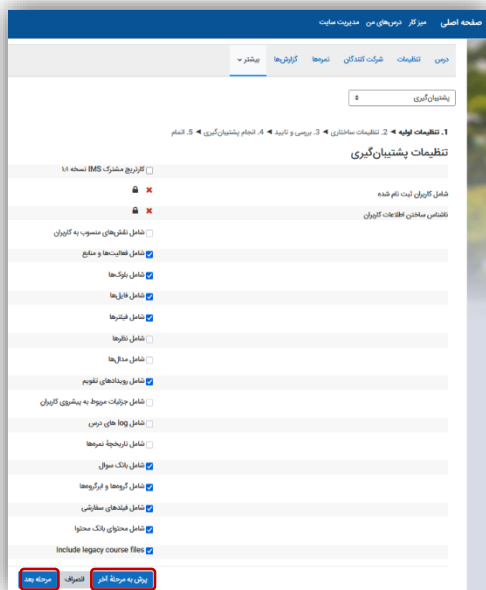 صفحه اصلی میز کار درس‌های من مدیریت سایت
درس تنظیمات شرکت کنندگان نمره‌ها گزارش‌ها بیشتر
پشتیبان‌گیری
1. تنظیمات اولیه ◄ 2. تنظیمات ساختاری ◄ 3. بررسی و تایید ◄ 4. انجام پشتیبان‌گیری ◄ 5. اتمام
تنظیمات پشتیبان‌گیری
کارتریج مشترک IMS نسخه ۱٫۱
شامل کاربران ثبت نام شده
ناشناس ساختن اطلاعات کاربران
شامل نقش‌های منسوب به کاربران
شامل فعالیت‌ها و منابع
شامل بلوک‌ها
شامل فایل‌ها
شامل فیلترها
شامل نظرها
شامل مدال‌ها
شامل رویدادهای تقویم
شامل جزئیات مربوط به پیشروی کاربران
شامل log های درس
شامل تاریخچهٔ نمره‌ها
شامل بانک سوال
شامل گروه‌ها و ابرگروه‌ها
شامل فیلدهای سفارشی
شامل محتوای بانک محتوا
Include legacy course files
پرش به مرحلهٔ آخر انصراف مرحله بعد